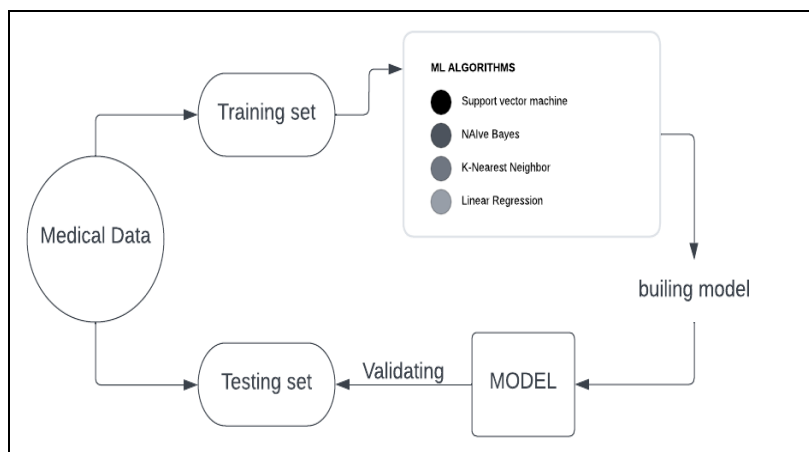 Training set
ML ALGORITHMS
Support vector machine
NAIve Bayes
K-Nearest Neighbor
Linear Regression
Medical Data
builing model
Testing set
Validating
MODEL